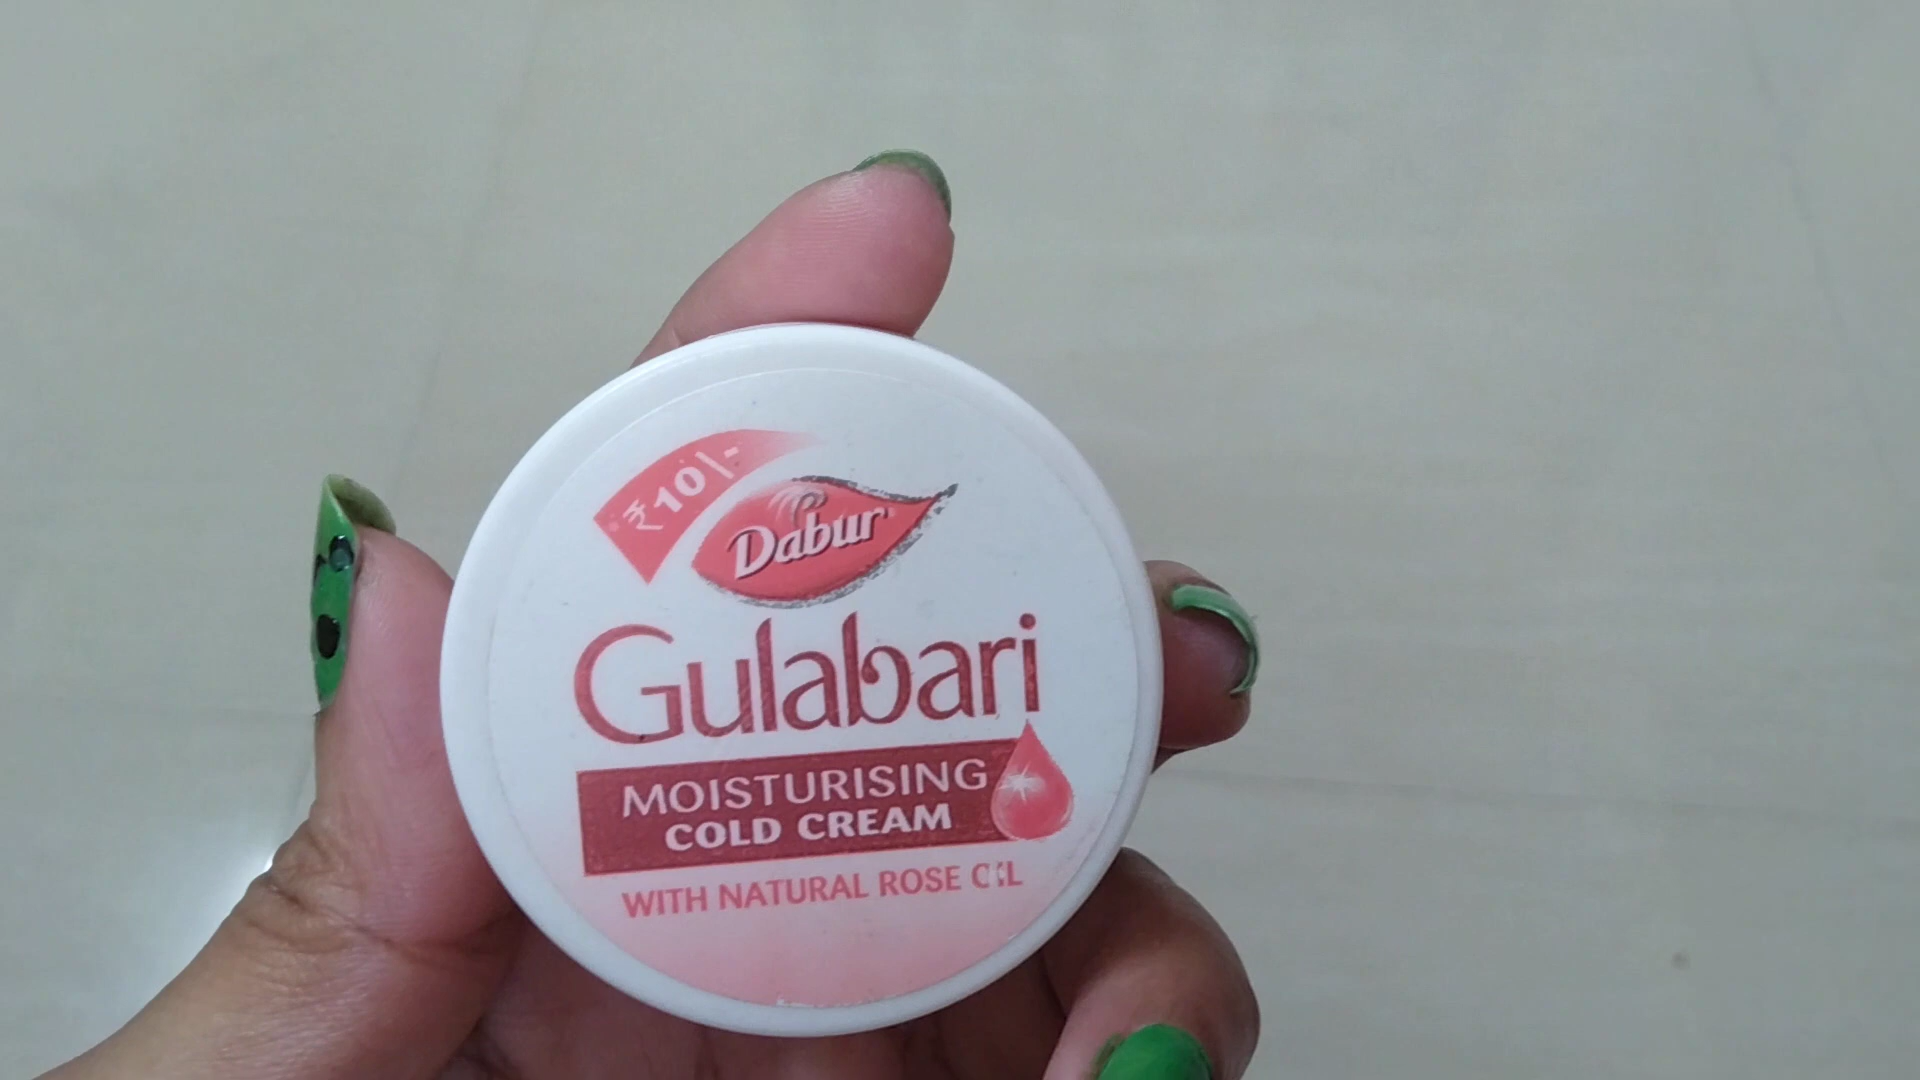 ₹10/-
Dabur
Gulabari
MOISTURISING
COLD CREAM
WITH NATURAL ROSE OIL